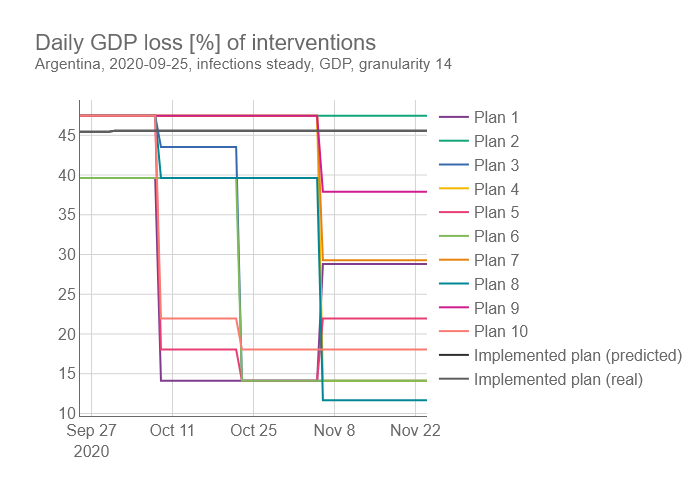 Daily GDP loss [%] of interventions
Argentina, 2020-09-25, infections steady, GDP, granularity 14
45
40
35
30
25
20
15
10
Sep 27
2020
Oct 11
Oct 25
Nov 8
Nov 22
Plan 1
Plan 2
Plan 3
Plan 4
Plan 5
Plan 6
Plan 7
Plan 8
Plan 9
Plan 10
Implemented plan (predicted)
Implemented plan (real)